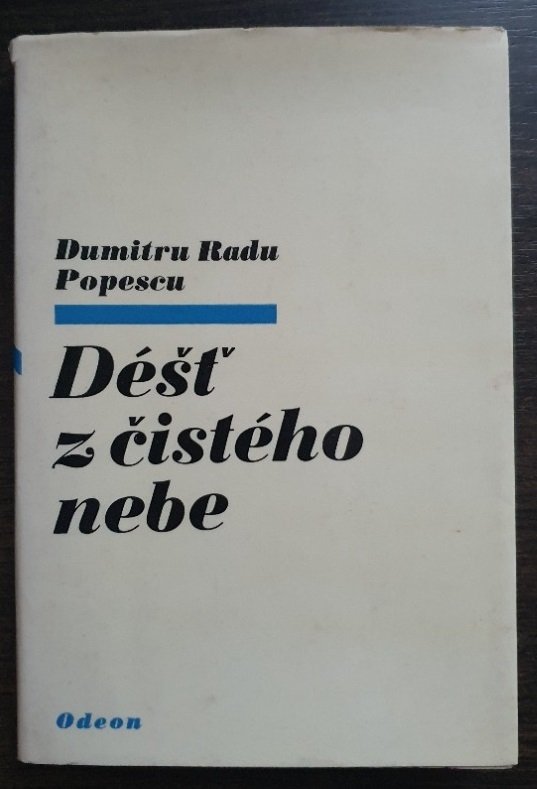 Dumitru Radu
Popescu
Déšť
z čistého
nebe
Odeon